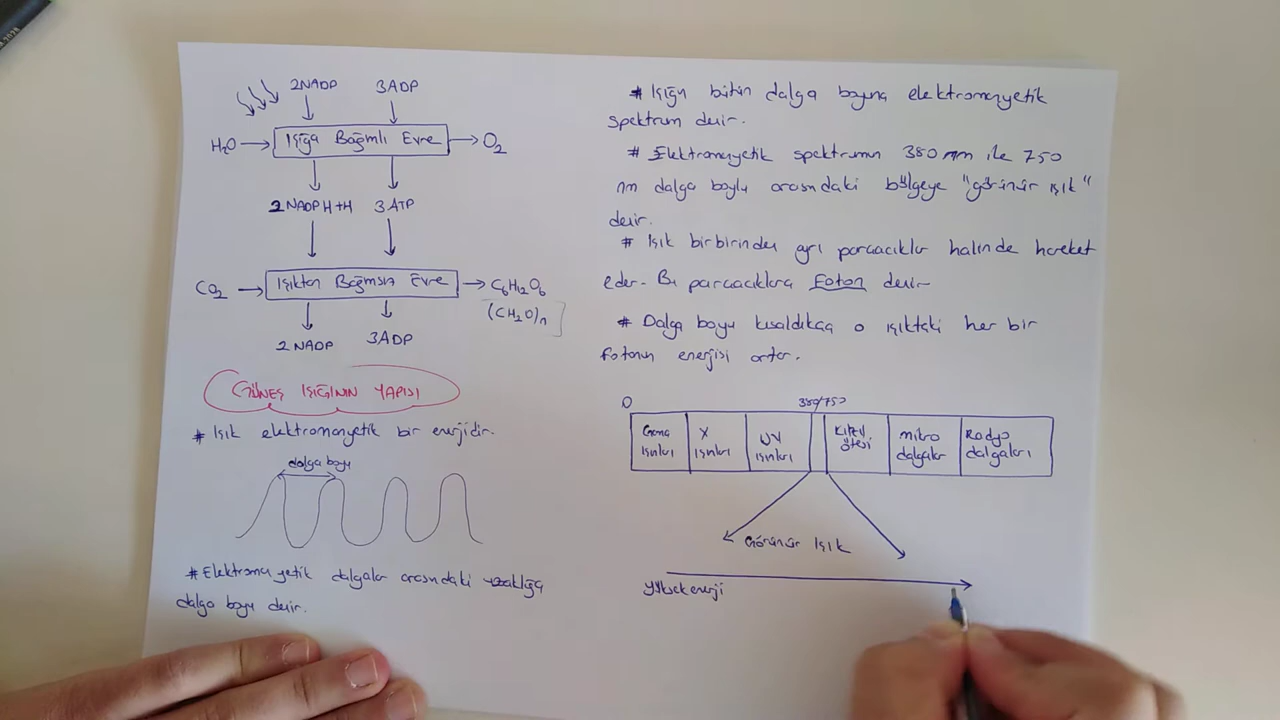 2NADP 3ADP
H₂O → Işığa Bağımlı Evre → O₂
2NADPH+H 3ATP
CO₂ → Işıktan Bağımsız Evre → C₆H₁₂O₆
(CH₂O)n
2NADP 3ADP
GÜNEŞ IŞIĞININ YAPISI
* Işık elektromanyetik bir enerjidir.
dalga boyu
* Elektromanyetik dalgalar arasındaki uzaklığa
dalga boyu denir.
* Işığın bütün dalga boyuna elektromanyetik
spektrum denir.
* Elektromanyetik spektrumun 380 nm ile 750
nm dalga boylu arasındaki bölgeye "görünür ışık"
denir.
* Işık birbirinden ayrı parçacıklar halinde hareket
eder. Bu parçacıklara Foton denir.
* Dalga boyu kısaldıkça o ışıktaki her bir
fotonun enerjisi artar.
0 380/750
Gama ışınları X ışınları UV ışınları Kızıl ötesi mikro dalgalar Radyo dalgaları
Görünür Işık
Yüksek enerji